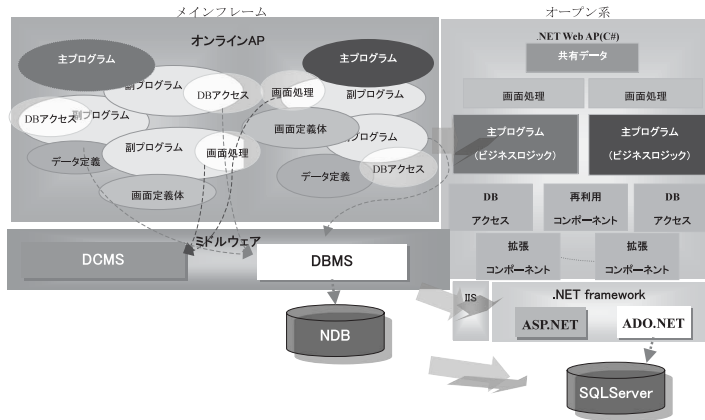 メインフレーム
オープン系
オンラインAP
主プログラム
副プログラム
DBアクセス
DBアクセス
副プログラム
副プログラム
画面処理
データ定義
画面定義体
主プログラム
画面処理
副プログラム
画面定義体
プログラム
データ定義
DBアクセス
ミドルウェア
DCMS
DBMS
NDB
.NET Web AP(C#)
共有データ
画面処理
画面処理
主プログラム
(ビジネスロジック)
主プログラム
(ビジネスロジック)
DB
アクセス
再利用
コンポーネント
DB
アクセス
拡張
コンポーネント
拡張
コンポーネント
IIS
.NET framework
ASP.NET
ADO.NET
SQLServer